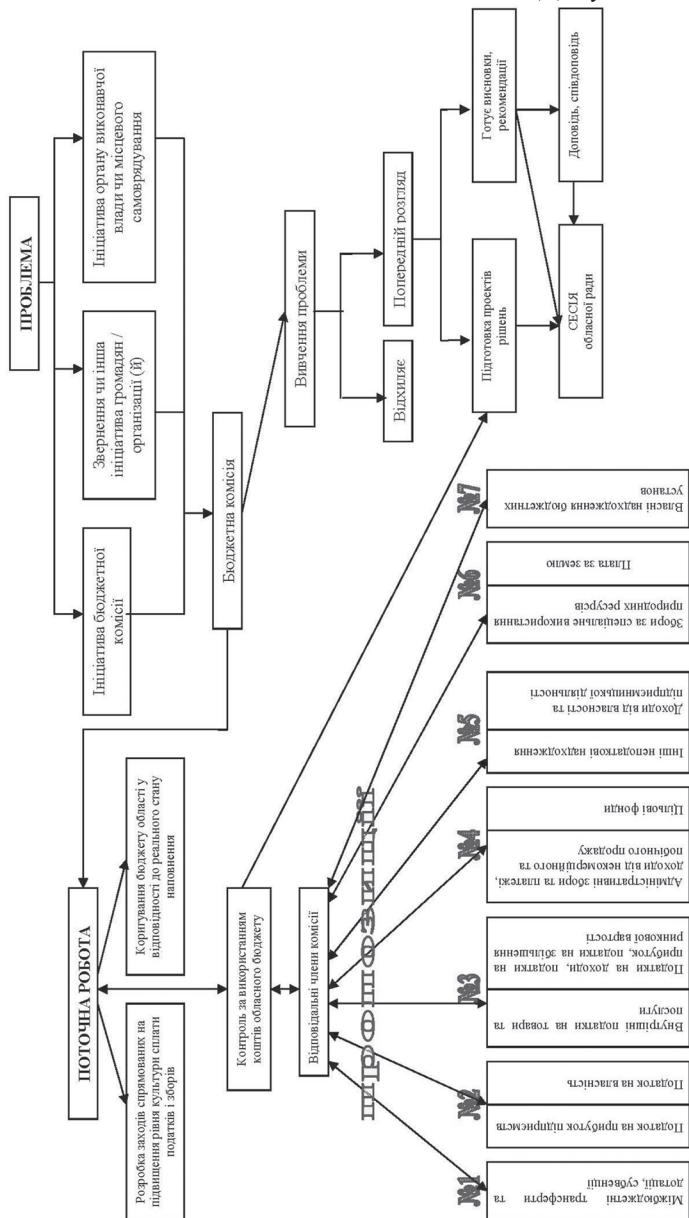 ПРОБЛЕМА
Ініціатива бюджетної
комісії
Звернення чи інша
ініціатива громадян /
організації (й)
Ініціатива органу виконавчої
влади чи місцевого
самоврядування
Бюджетна комісія
Вивчення проблеми
Відхиляє
Попередній розгляд
Підготовка проектів
рішень
Готує висновки,
рекомендації
СЕСІЯ
обласної ради
Доповідь, співдоповідь
ПОТОЧНА РОБОТА
Розробка заходів спрямованих на
підвищення рівня культури сплати
податків і зборів
Коригування бюджету області у
відповідності до реального стану
наповнення
Контроль за використанням
коштів обласного бюджету
Відповідальні члени комісії
ПРОПОЗИЦІЇ
№1
Міжбюджетні трансферти та
дотації, субвенції
№2
Податок на прибуток підприємств
Податок на власність
№3
Внутрішні податки на товари та
послуги
Податки на доходи, податки на
прибуток, податки на збільшення
ринкової вартості
№4
Адміністративні збори та платежі,
доходи від некомерційного та
побічного продажу
Цільові фонди
№5
Інші неподаткові надходження
Доходи від власності та
підприємницької діяльності
№6
Збори за спеціальне використання
природних ресурсів
Плата за землю
№7
Власні надходження бюджетних
установ